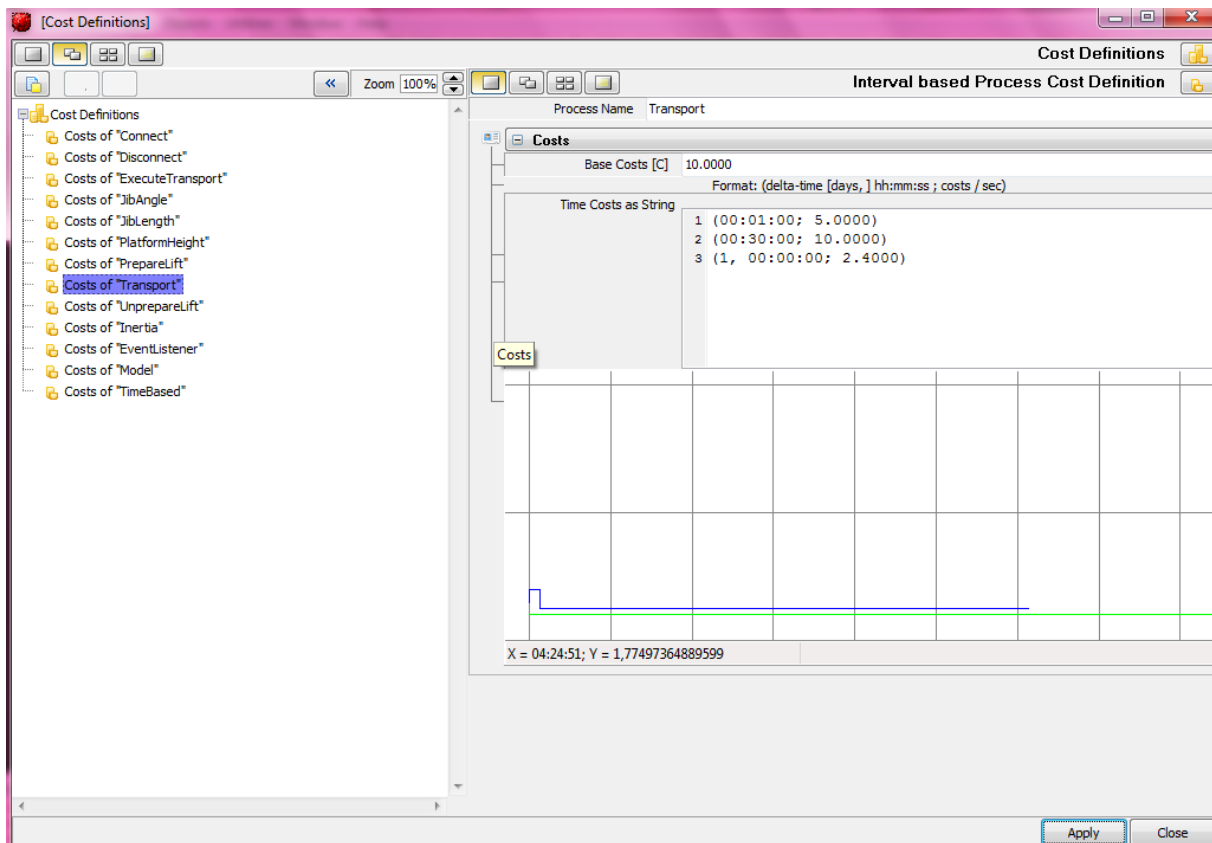 [Cost Definitions]
Cost Definitions
Zoom 100%
Interval based Process Cost Definition
Process Name Transport
Cost Definitions
Costs of "Connect"
Costs of "Disconnect"
Costs of "ExecuteTransport"
Costs of "JibAngle"
Costs of "JibLength"
Costs of "PlatformHeight"
Costs of "PrepareLift"
Costs of "Transport"
Costs of "UnprepareLift"
Costs of "Inertia"
Costs of "EventListener"
Costs of "Model"
Costs of "TimeBased"
Costs
Base Costs [C] 10.0000
Format: (delta-time [days, ] hh:mm:ss ; costs / sec)
Time Costs as String
1 (00:01:00; 5.0000)
2 (00:30:00; 10.0000)
3 (1, 00:00:00; 2.4000)
Costs
X = 04:24:51; Y = 1,77497364889599
Apply Close